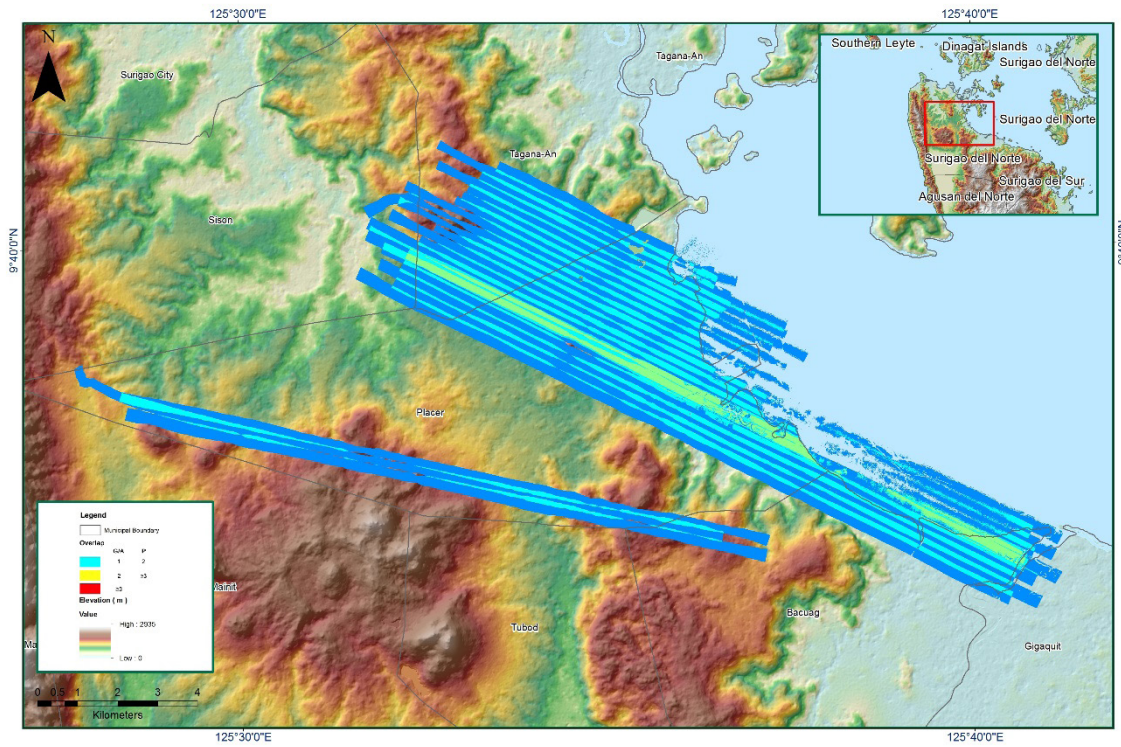 125°30'0"E
125°40'0"E
N
Southern Leyte
Dinagat Islands
Surigao del Norte
Surigao del Norte
Surigao del Norte
Surigao del Sur
Agusan del Norte
Tagana-An
Surigao City
Tagana-An
Sison
9°40'0"N
Placer
Legend
Municipal Boundary
Overlap
G/A P
1 2
2 ≥3
≥3
Elevation ( m )
Value
High : 2935
Low : 0
Mainit
Ma
Tubod
Bacuag
Gigaquit
0 0.5 1 2 3 4
Kilometers
125°30'0"E
125°40'0"E